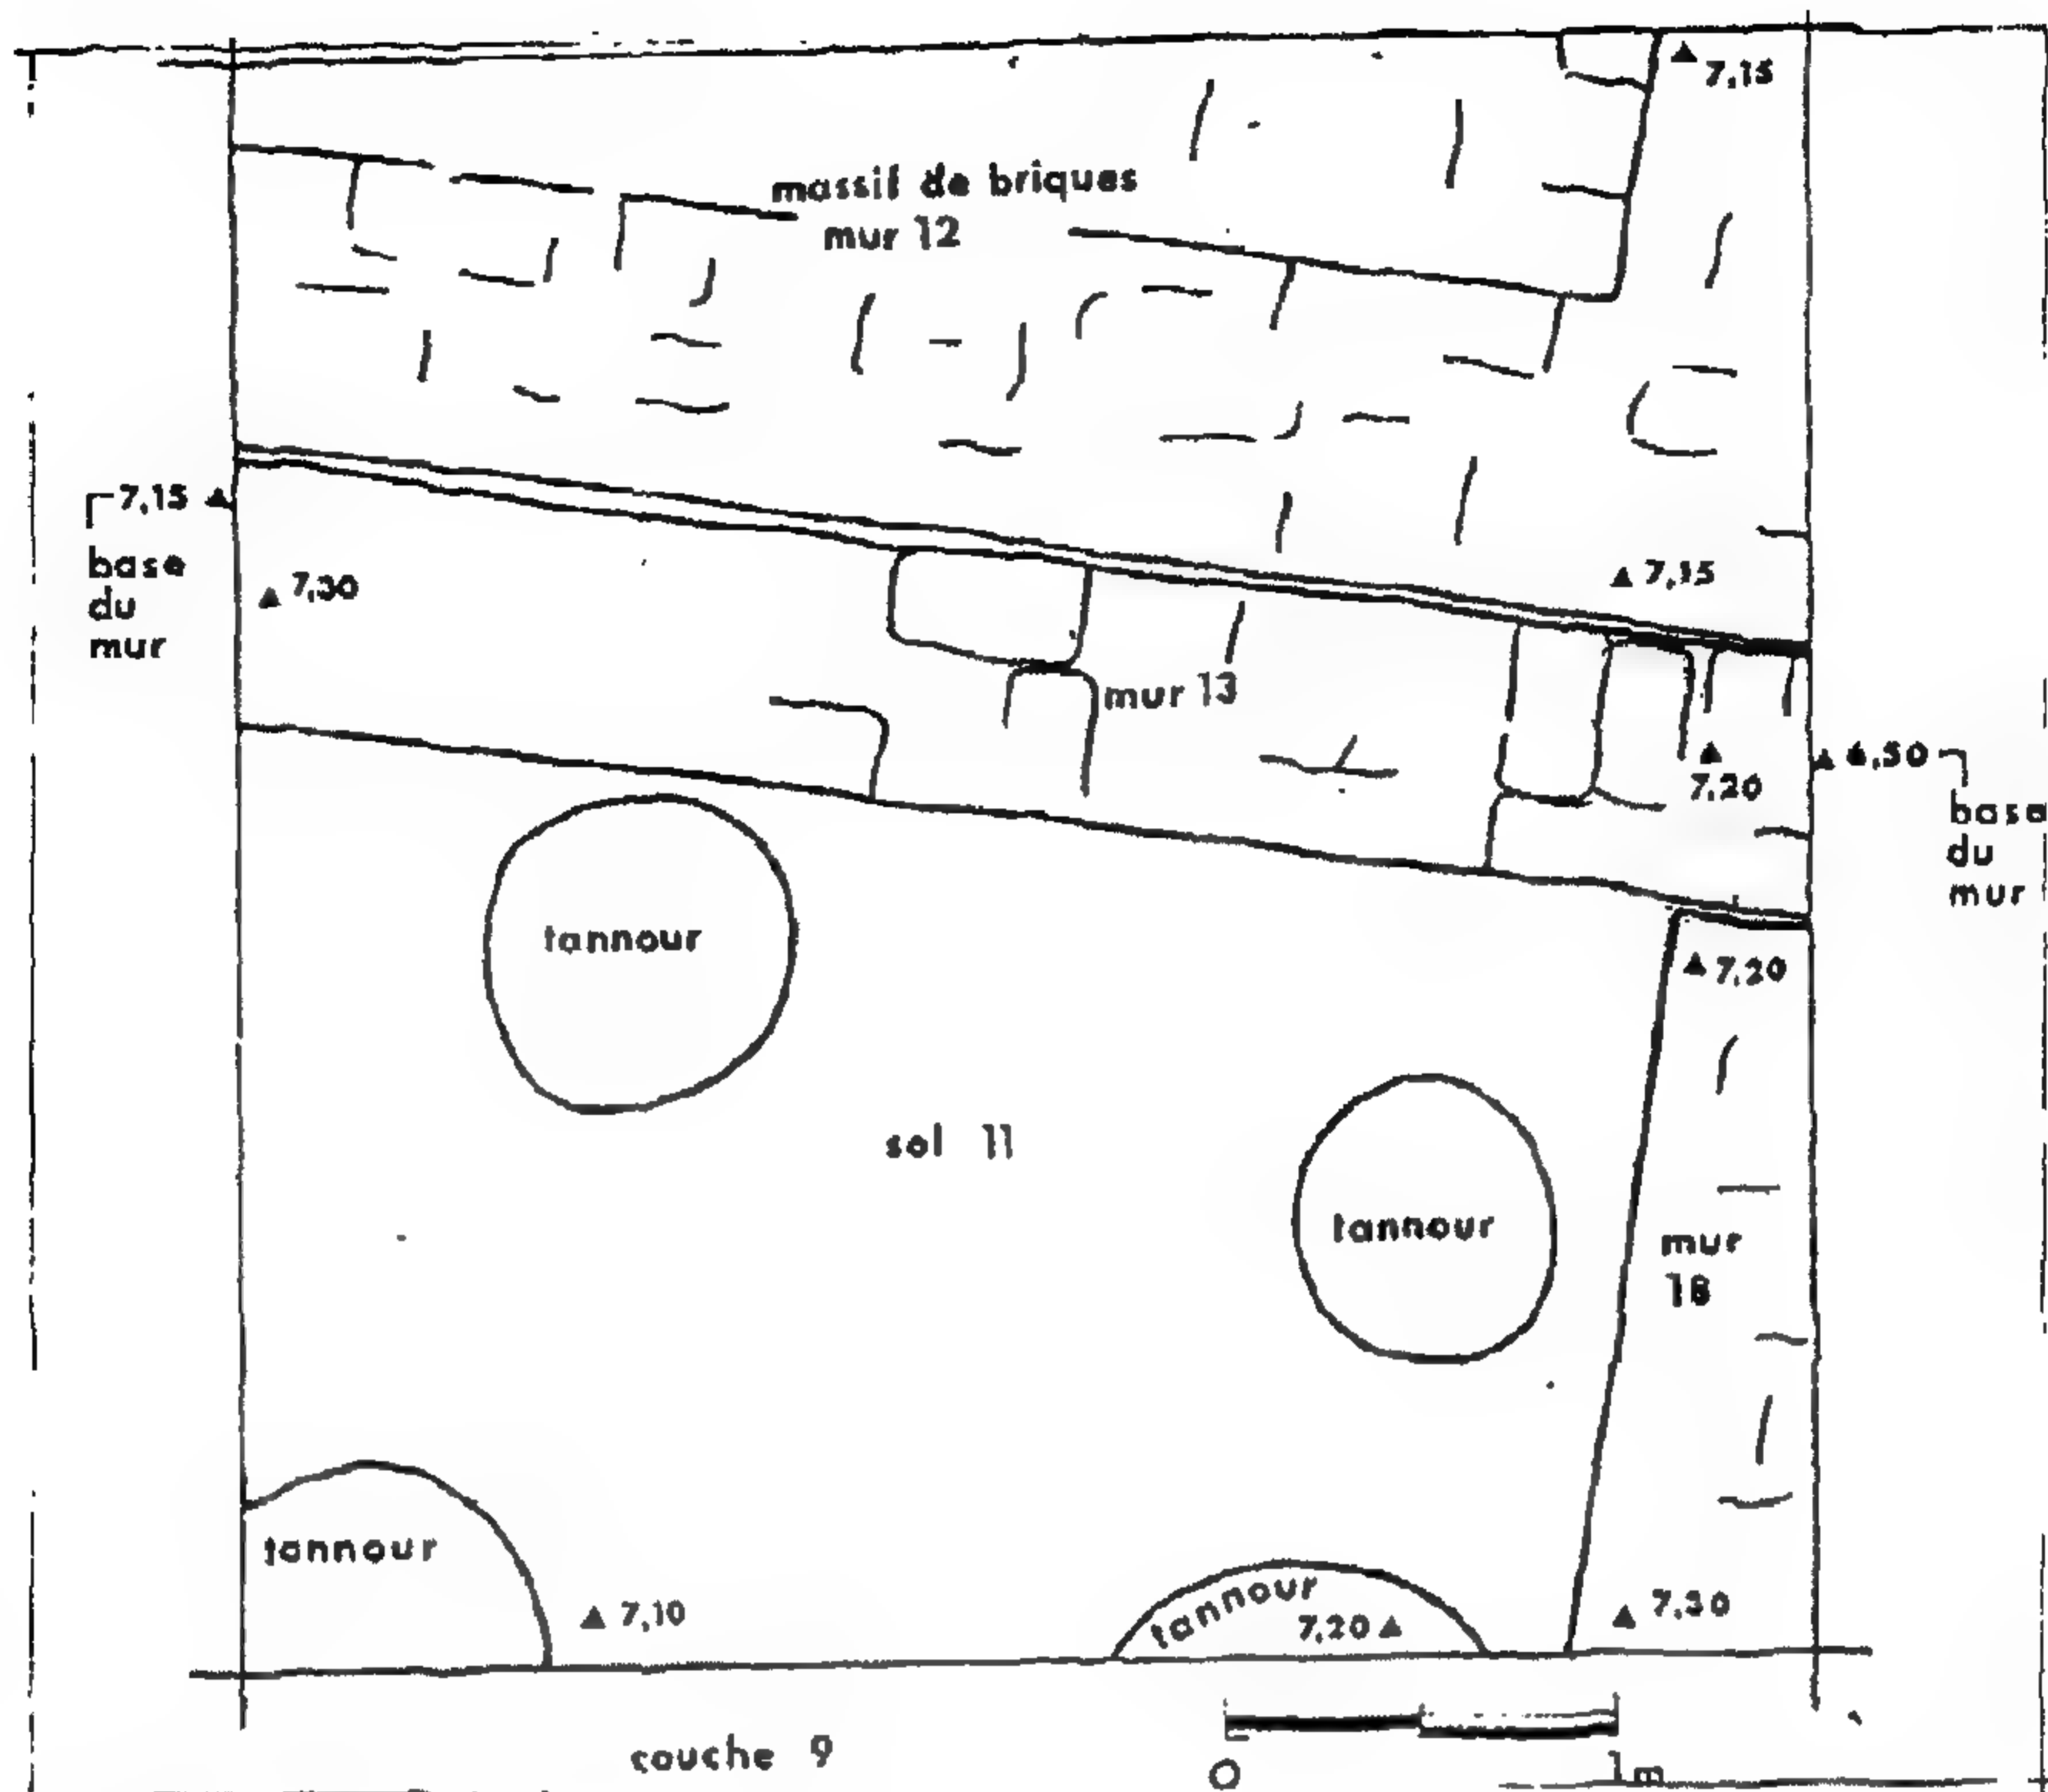 7,15
massif de briques
mur 12
7,15
base
du
mur
7,30
7,15
mur 13
7,20
6,50
base
du
mur
tannour
7,20
sol 11
tannour
mur
18
tannour
7,10
tannour
7,20
7,30
couche 9
0
1m